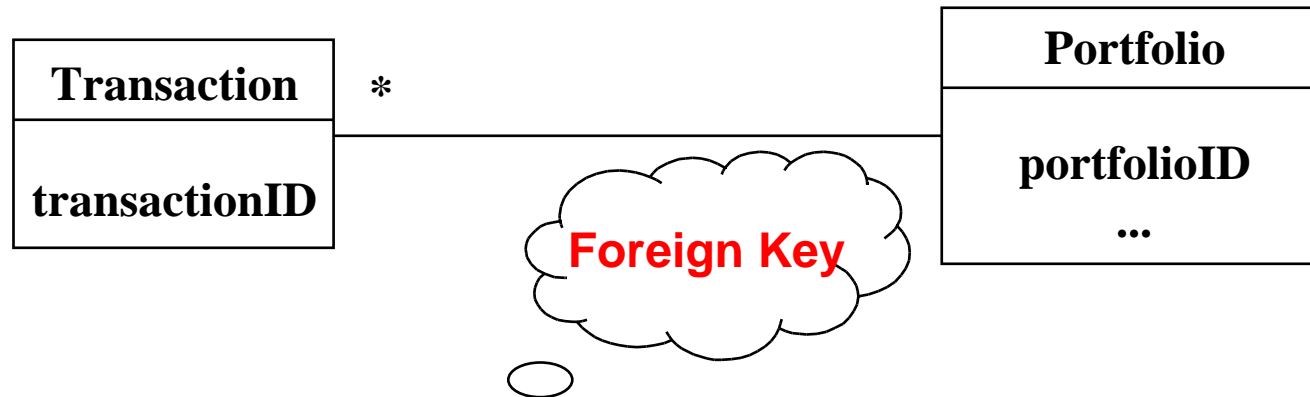 Transaction
*
transactionID
Portfolio
portfolioID
...
Foreign Key